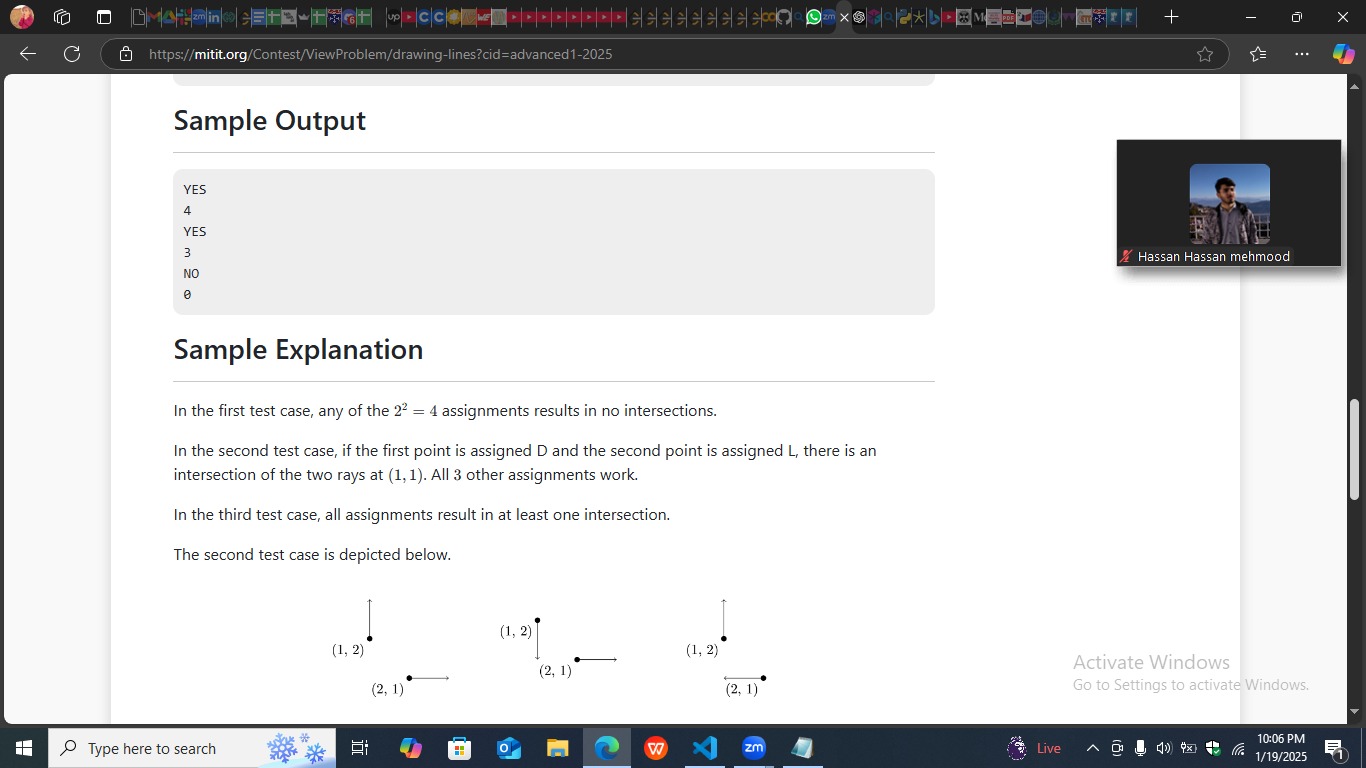 https://mitit.org/Contest/ViewProblem/drawing-lines?cid=advanced1-2025
Sample Output
YES
4
YES
3
NO
0
Hassan Hassan mehmood
Sample Explanation
In the first test case, any of the 2² = 4 assignments results in no intersections.
In the second test case, if the first point is assigned D and the second point is assigned L, there is an
intersection of the two rays at (1, 1). All 3 other assignments work.
In the third test case, all assignments result in at least one intersection.
The second test case is depicted below.
(1, 2) (1, 2) (1, 2)
(2, 1) (2, 1) (2, 1)
Activate Windows
Go to Settings to activate Windows.
Type here to search
Live
10:06 PM
1/19/2025
1